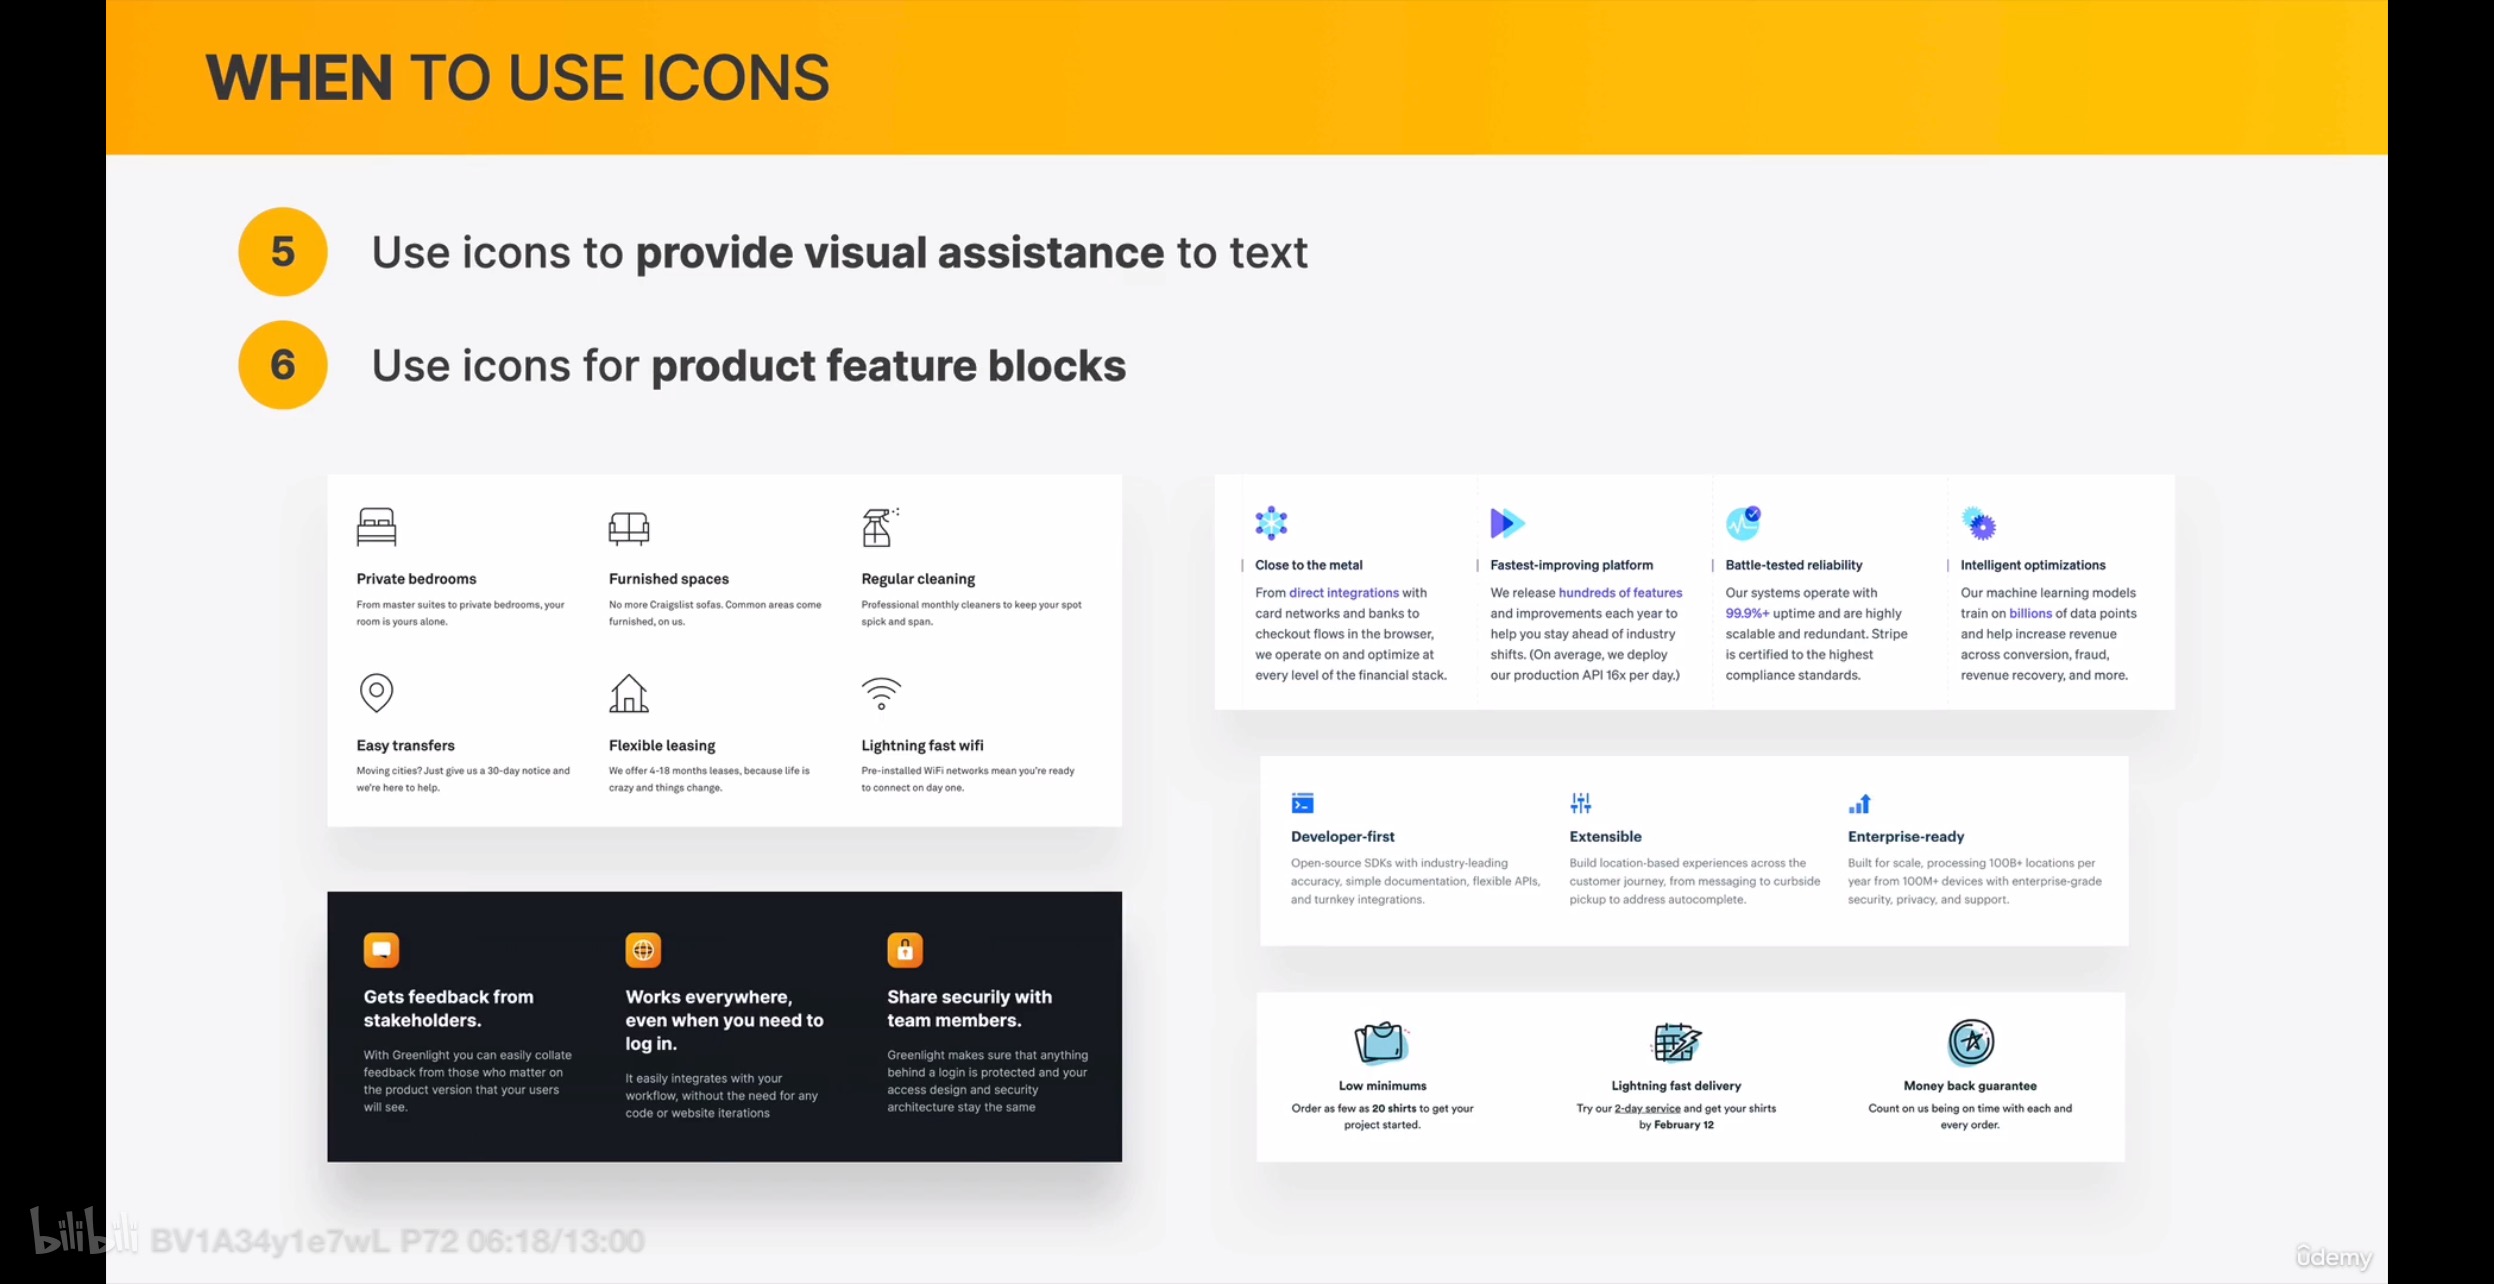 WHEN TO USE ICONS
5
Use icons to provide visual assistance to text
6
Use icons for product feature blocks
Private bedrooms
From master suites to private bedrooms, your
room is yours alone.
Furnished spaces
No more Craigslist sofas. Common areas come
furnished, on us.
Regular cleaning
Professional monthly cleaners to keep your spot
spick and span.
Easy transfers
Moving cities? Just give us a 30-day notice and
we're here to help.
Flexible leasing
We offer 4-18 months leases, because life is
crazy and things change.
Lightning fast wifi
Pre-installed WiFi networks mean you're ready
to connect on day one.
Gets feedback from
stakeholders.
With Greenlight you can easily collate
feedback from those who matter on
the product version that your users
will see.
Works everywhere,
even when you need to
log in.
It easily integrates with your
workflow, without the need for any
code or website iterations
Share securily with
team members.
Greenlight makes sure that anything
behind a login is protected and your
access design and security
architecture stay the same
Close to the metal
From direct integrations with
card networks and banks to
checkout flows in the browser,
we operate on and optimize at
every level of the financial stack.
Fastest-improving platform
We release hundreds of features
and improvements each year to
help you stay ahead of industry
shifts. (On average, we deploy
our production API 16x per day.)
Battle-tested reliability
Our systems operate with
99.9%+ uptime and are highly
scalable and redundant. Stripe
is certified to the highest
compliance standards.
Intelligent optimizations
Our machine learning models
train on billions of data points
and help increase revenue
across conversion, fraud,
revenue recovery, and more.
Developer-first
Open-source SDKs with industry-leading
accuracy, simple documentation, flexible APIs,
and turnkey integrations.
Extensible
Build location-based experiences across the
customer journey, from messaging to curbside
pickup to address autocomplete.
Enterprise-ready
Built for scale, processing 100B+ locations per
year from 100M+ devices with enterprise-grade
security, privacy, and support.
Low minimums
Order as few as 20 shirts to get your
project started.
Lightning fast delivery
Try our 2-day service and get your shirts
by February 12
Money back guarantee
Count on us being on time with each and
every order.
bilibili BV1A34y1e7wL P72 06:18/13:00
ûdemy